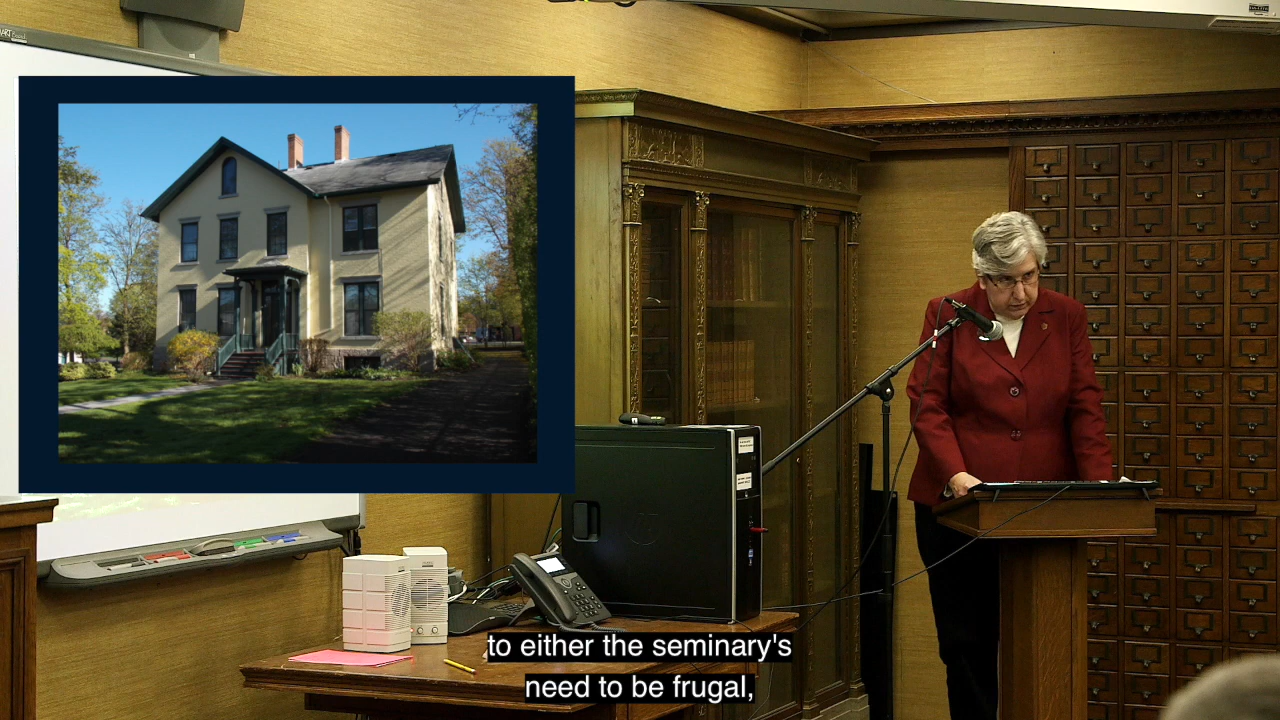 to either the seminary's
need to be frugal,